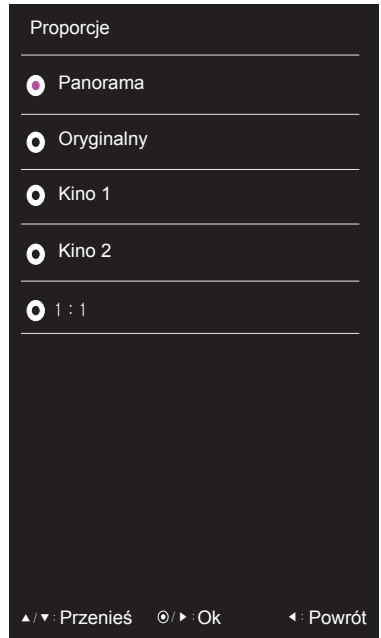 Proporcje
Panorama
Oryginalny
Kino 1
Kino 2
1 : 1
▲/▼ : Przenieś ⦿/▶ : Ok ◀ : Powrót